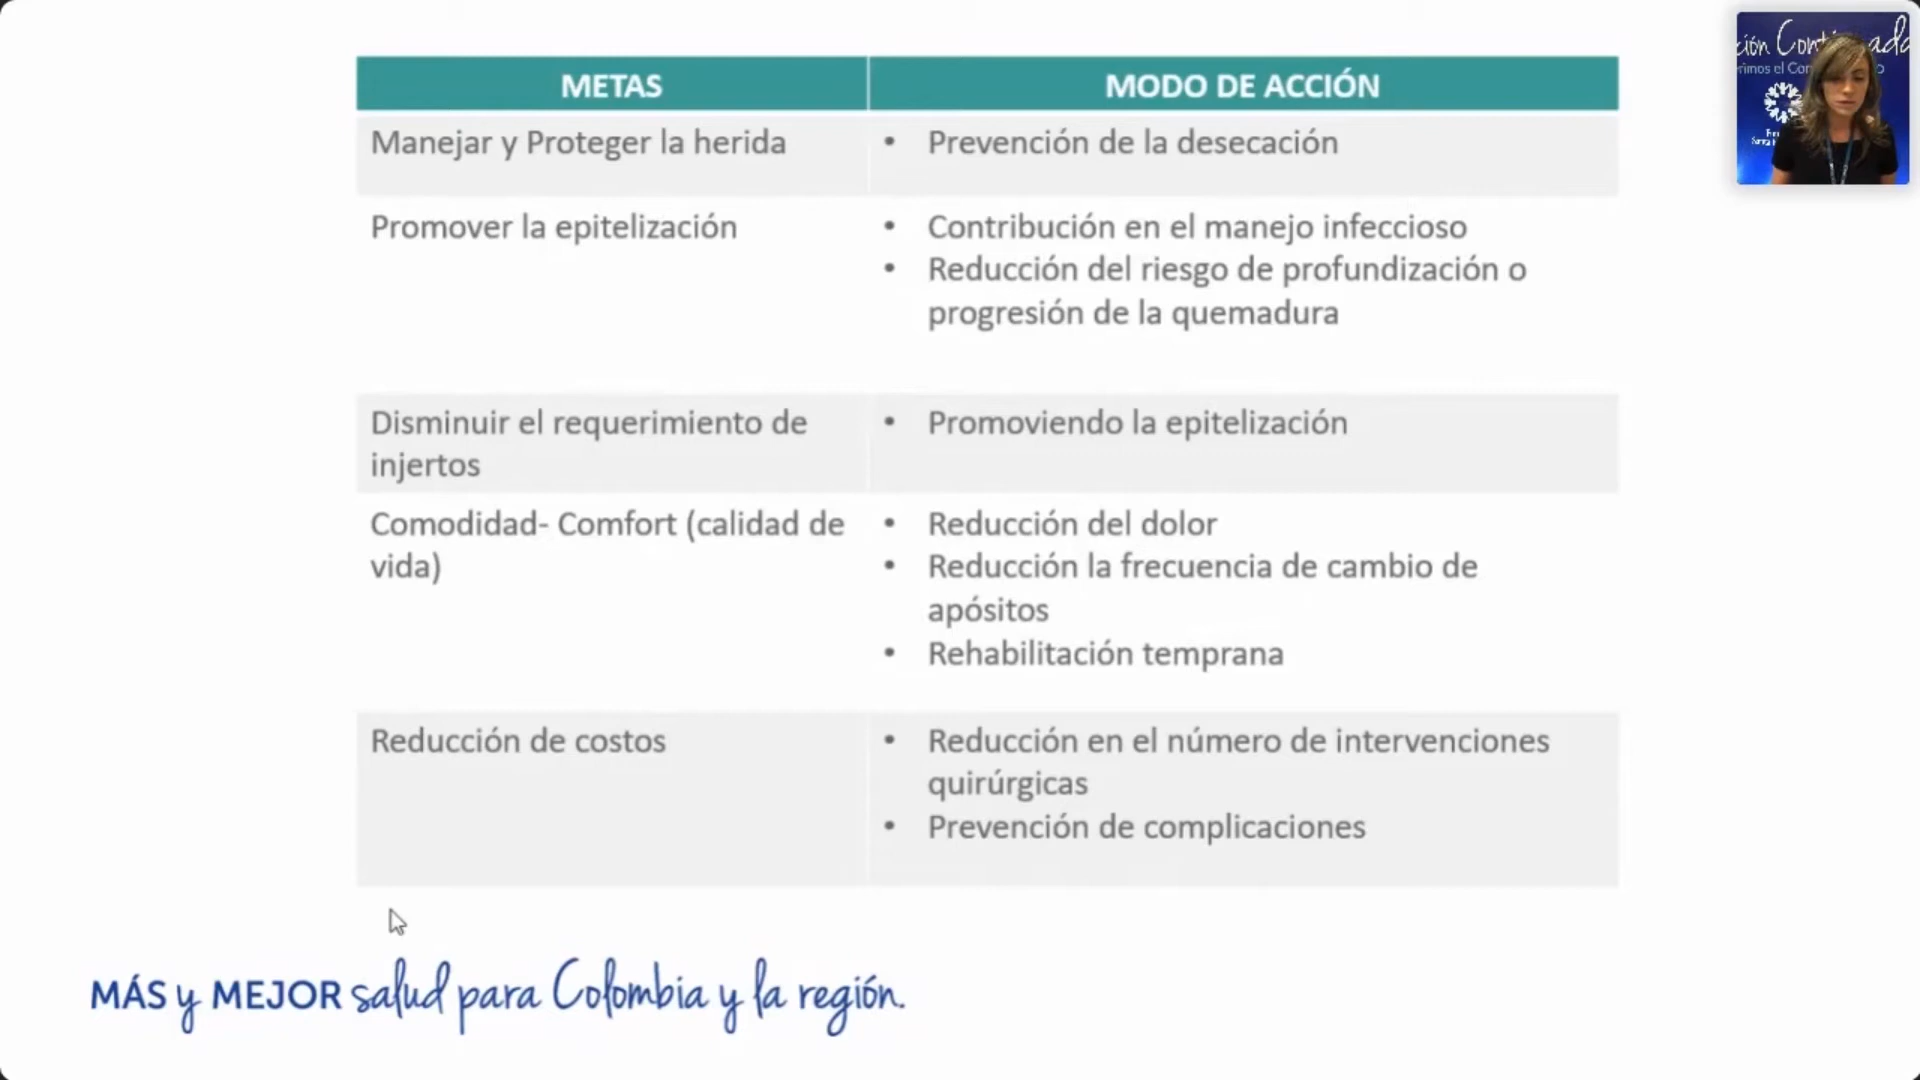 METAS
MODO DE ACCIÓN
Manejar y Proteger la herida
• Prevención de la desecación
Promover la epitelización
• Contribución en el manejo infeccioso
• Reducción del riesgo de profundización o
progresión de la quemadura
Disminuir el requerimiento de
injertos
• Promoviendo la epitelización
Comodidad- Comfort (calidad de
vida)
• Reducción del dolor
• Reducción la frecuencia de cambio de
apósitos
• Rehabilitación temprana
Reducción de costos
• Reducción en el número de intervenciones
quirúrgicas
• Prevención de complicaciones
MÁS y MEJOR salud para Colombia y la región.